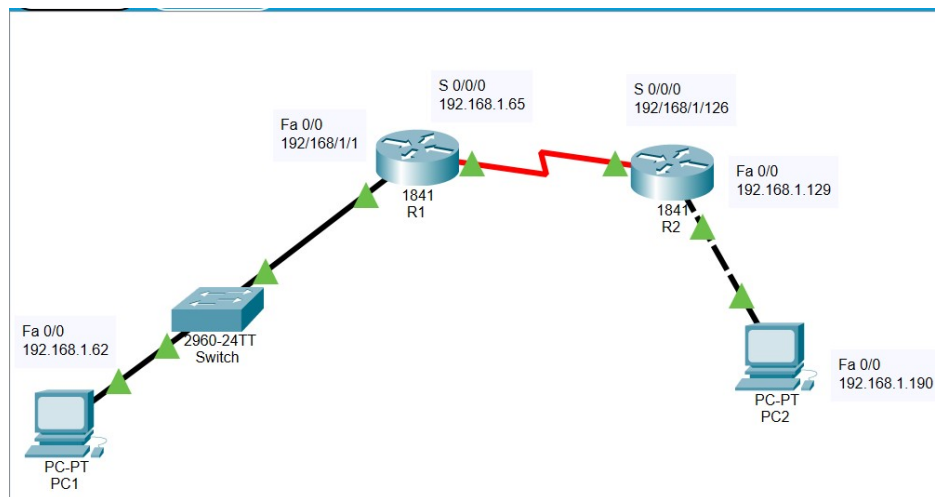 S 0/0/0
192.168.1.65
S 0/0/0
192/168/1/126
Fa 0/0
192/168/1/1
1841
R1
Fa 0/0
192.168.1.129
1841
R2
2960-24TT
Switch
Fa 0/0
192.168.1.62
PC-PT
PC1
Fa 0/0
192.168.1.190
PC-PT
PC2